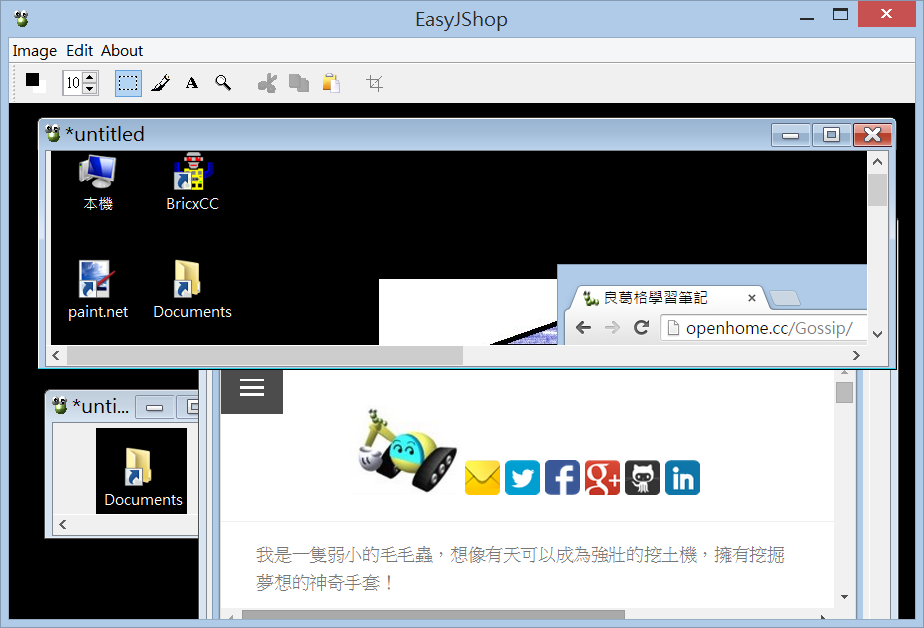 EasyJShop
Image Edit About
10 A
*untitled
本機 BricxCC
paint.net Documents
良葛格學習筆記
openhome.cc/Gossip/
*unti...
Documents
g+ in
我是一隻弱小的毛毛蟲，想像有天可以成為強壯的挖土機，擁有挖掘
夢想的神奇手套！